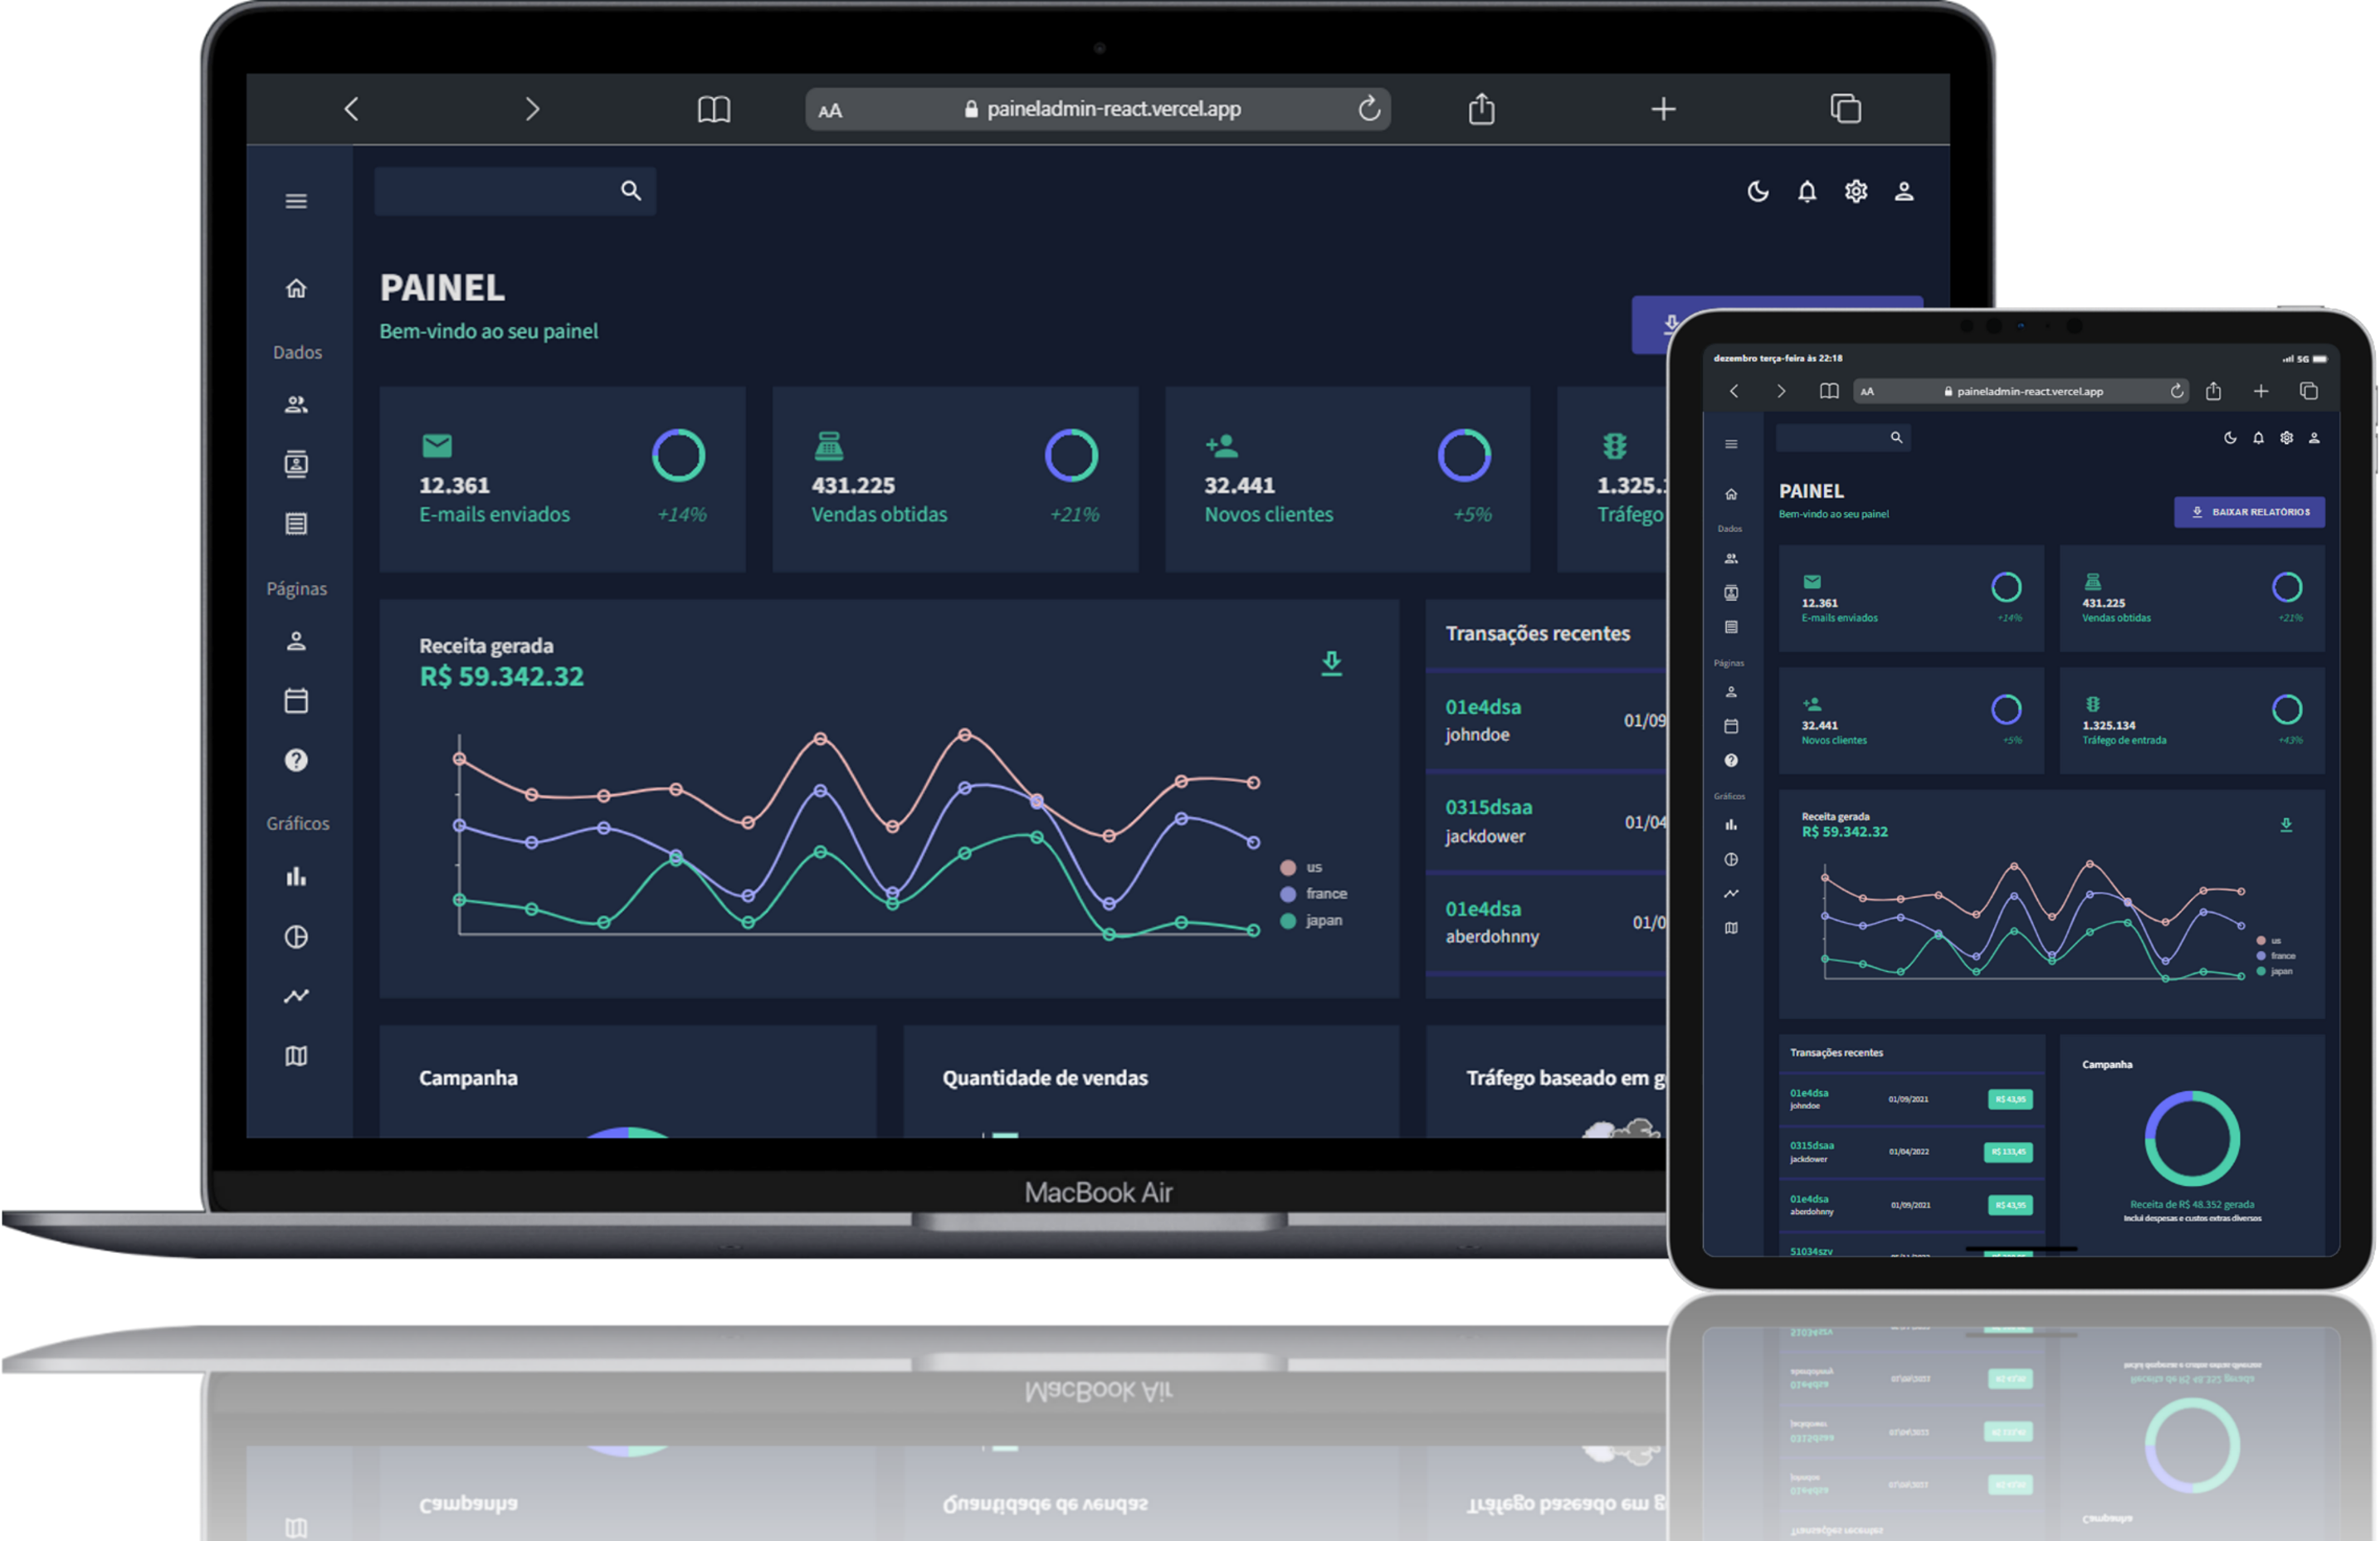 AA paineladmin-react.vercel.app
PAINEL
Bem-vindo ao seu painel
Dados
Páginas
Gráficos
12.361
E-mails enviados
+14%
431.225
Vendas obtidas
+21%
32.441
Novos clientes
+5%
1.325.
Tráfego
Receita gerada
R$ 59.342.32
us
france
japan
Transações recentes
01e4dsa
johndoe
01/09
0315dsaa
jackdower
01/04
01e4dsa
aberdohnny
01/0
Campanha
Quantidade de vendas
Tráfego baseado em g
MacBook Air
dezembro terça-feira ás 22:18
5G
AA paineladmin-react.vercel.app
PAINEL
Bem-vindo ao seu painel
BAIXAR RELATÓRIOS
Dados
Páginas
Gráficos
12.361
E-mails enviados
+14%
431.225
Vendas obtidas
+21%
32.441
Novos clientes
+5%
1.325.134
Tráfego de entrada
+43%
Receita gerada
R$ 59.342.32
us
france
japan
Transações recentes
01e4dsa
johndoe
01/09/2021
R$ 43,95
0315dsaa
jackdower
01/04/2022
R$ 133,45
01e4dsa
aberdohnny
01/09/2021
R$ 43,95
51034szv
Campanha
Receita de R$ 48.352 gerada
Inclui despesas e custos extras diversos